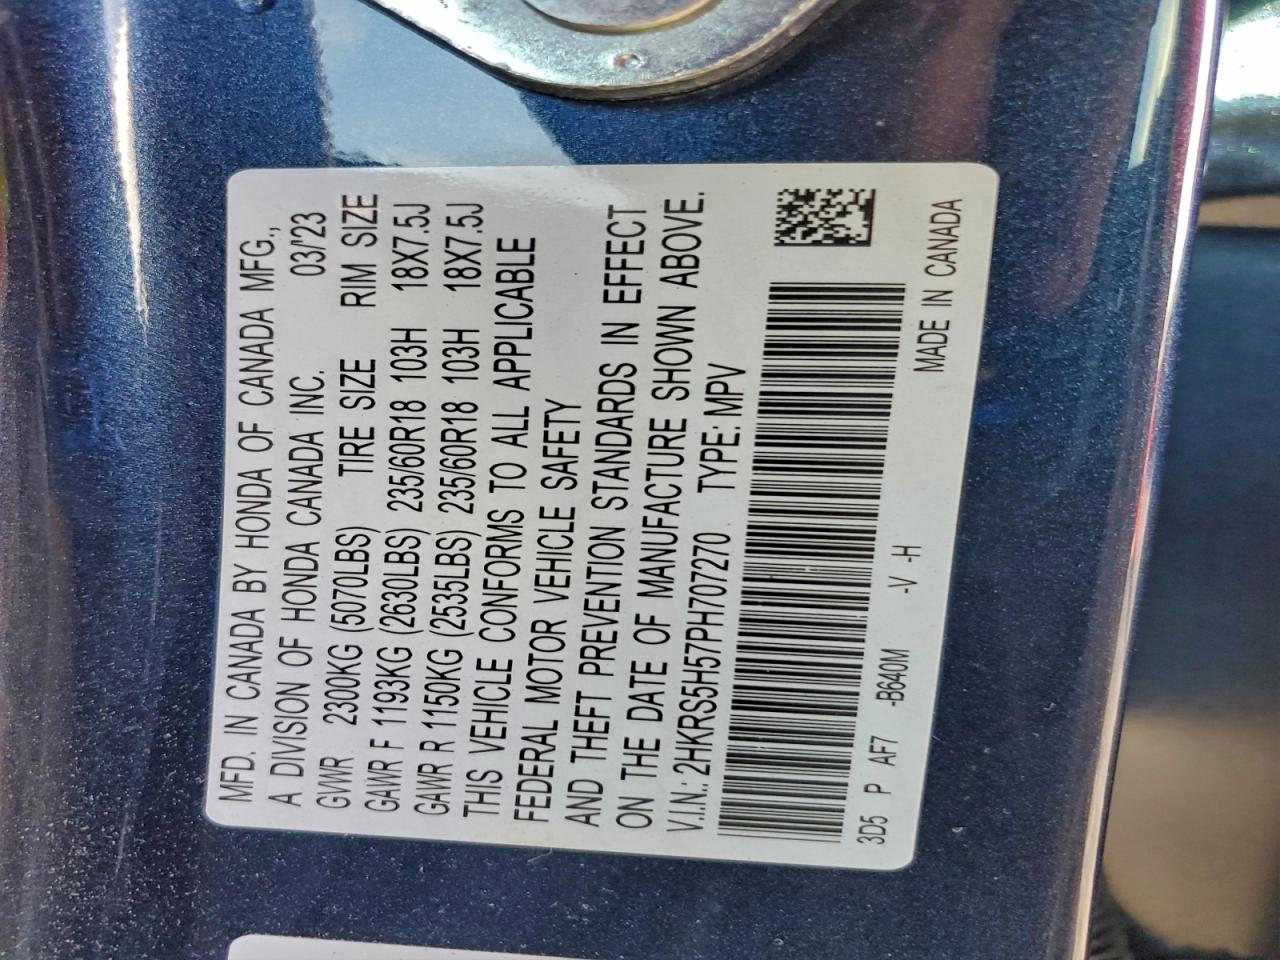 MFD. IN CANADA BY HONDA OF CANADA MFG.,
A DIVISION OF HONDA CANADA INC. 03/'23
GVWR 2300KG (5070LBS) TIRE SIZE RIM SIZE
GAWR F 1193KG (2630LBS) 235/60R18 103H 18X7.5J
GAWR R 1150KG (2535LBS) 235/60R18 103H 18X7.5J
THIS VEHICLE CONFORMS TO ALL APPLICABLE
FEDERAL MOTOR VEHICLE SAFETY
AND THEFT PREVENTION STANDARDS IN EFFECT
ON THE DATE OF MANUFACTURE SHOWN ABOVE.
V.I.N.: 2HKRS5H57PH707270 TYPE: MPV
3D5 P AF7 -B640M -V -H
MADE IN CANADA